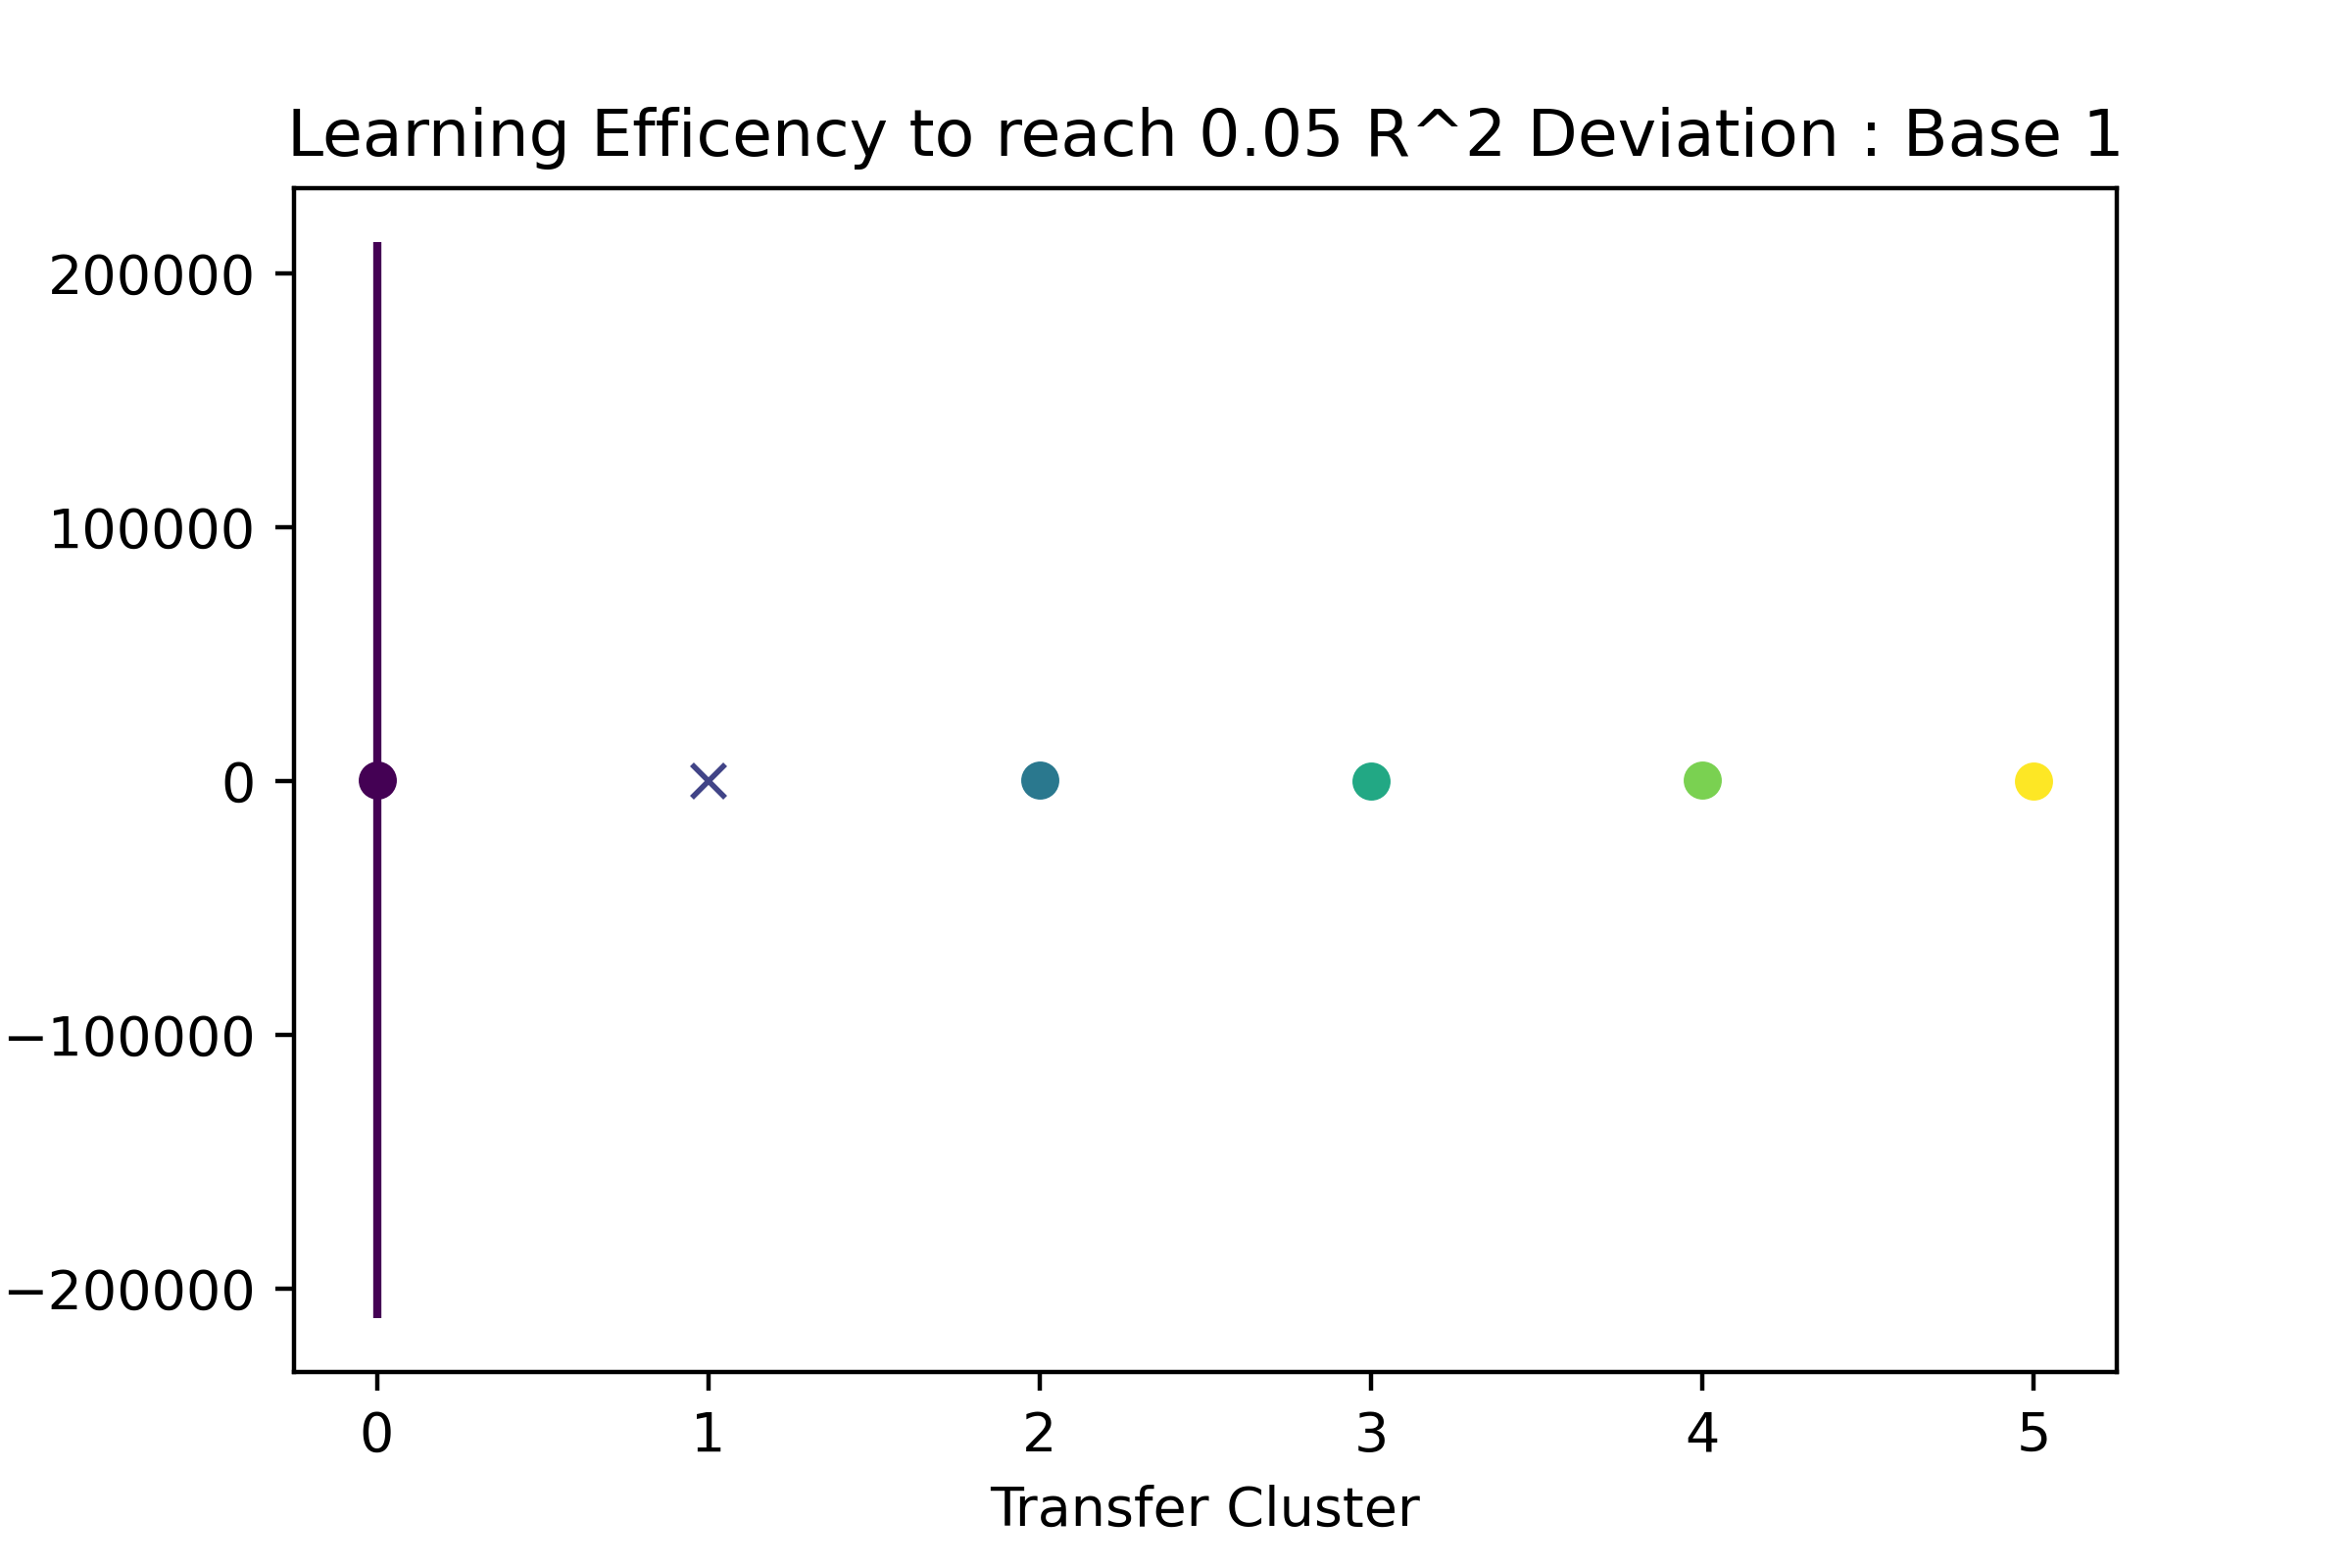 Learning Efficency to reach 0.05 R^2 Deviation : Base 1
200000
100000
0
−100000
−200000
0 1 2 3 4 5
Transfer Cluster